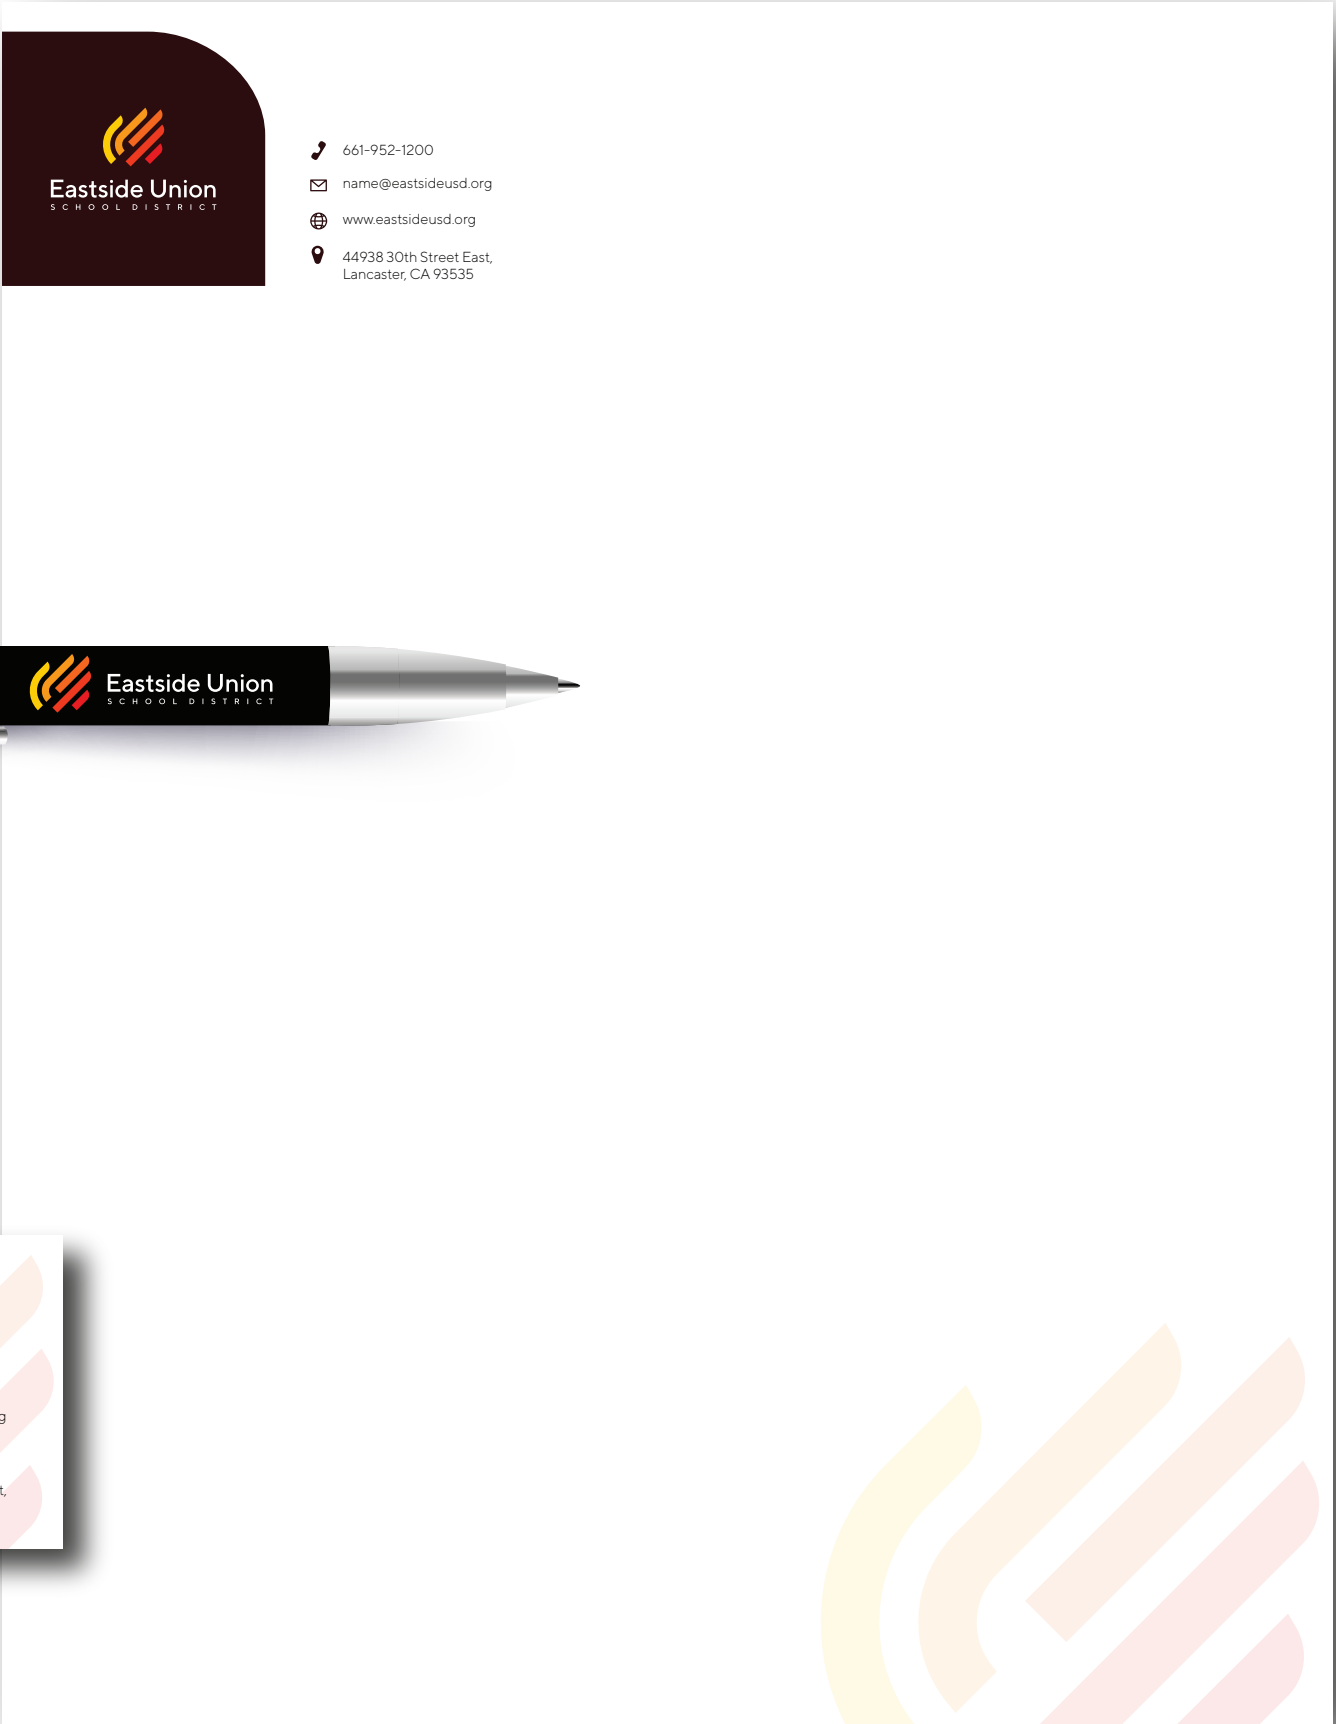 Eastside Union
SCHOOL DISTRICT
661-952-1200
name@eastsideusd.org
www.eastsideusd.org
44938 30th Street East,
Lancaster, CA 93535
Eastside Union
SCHOOL DISTRICT
g
t,